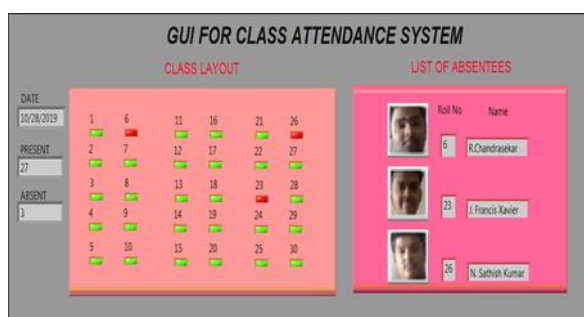 GUI FOR CLASS ATTENDANCE SYSTEM
CLASS LAYOUT
LIST OF ABSENTEES
DATE
10/28/2019
PRESENT
27
ABSENT
3
1 6 11 16 21 26
2 7 12 17 22 27
3 8 13 18 23 28
4 9 14 19 24 29
5 10 15 20 25 30
Roll No Name
6 R.Chandrasekar
23 J. Francis Xavier
26 N. Sathish Kumar